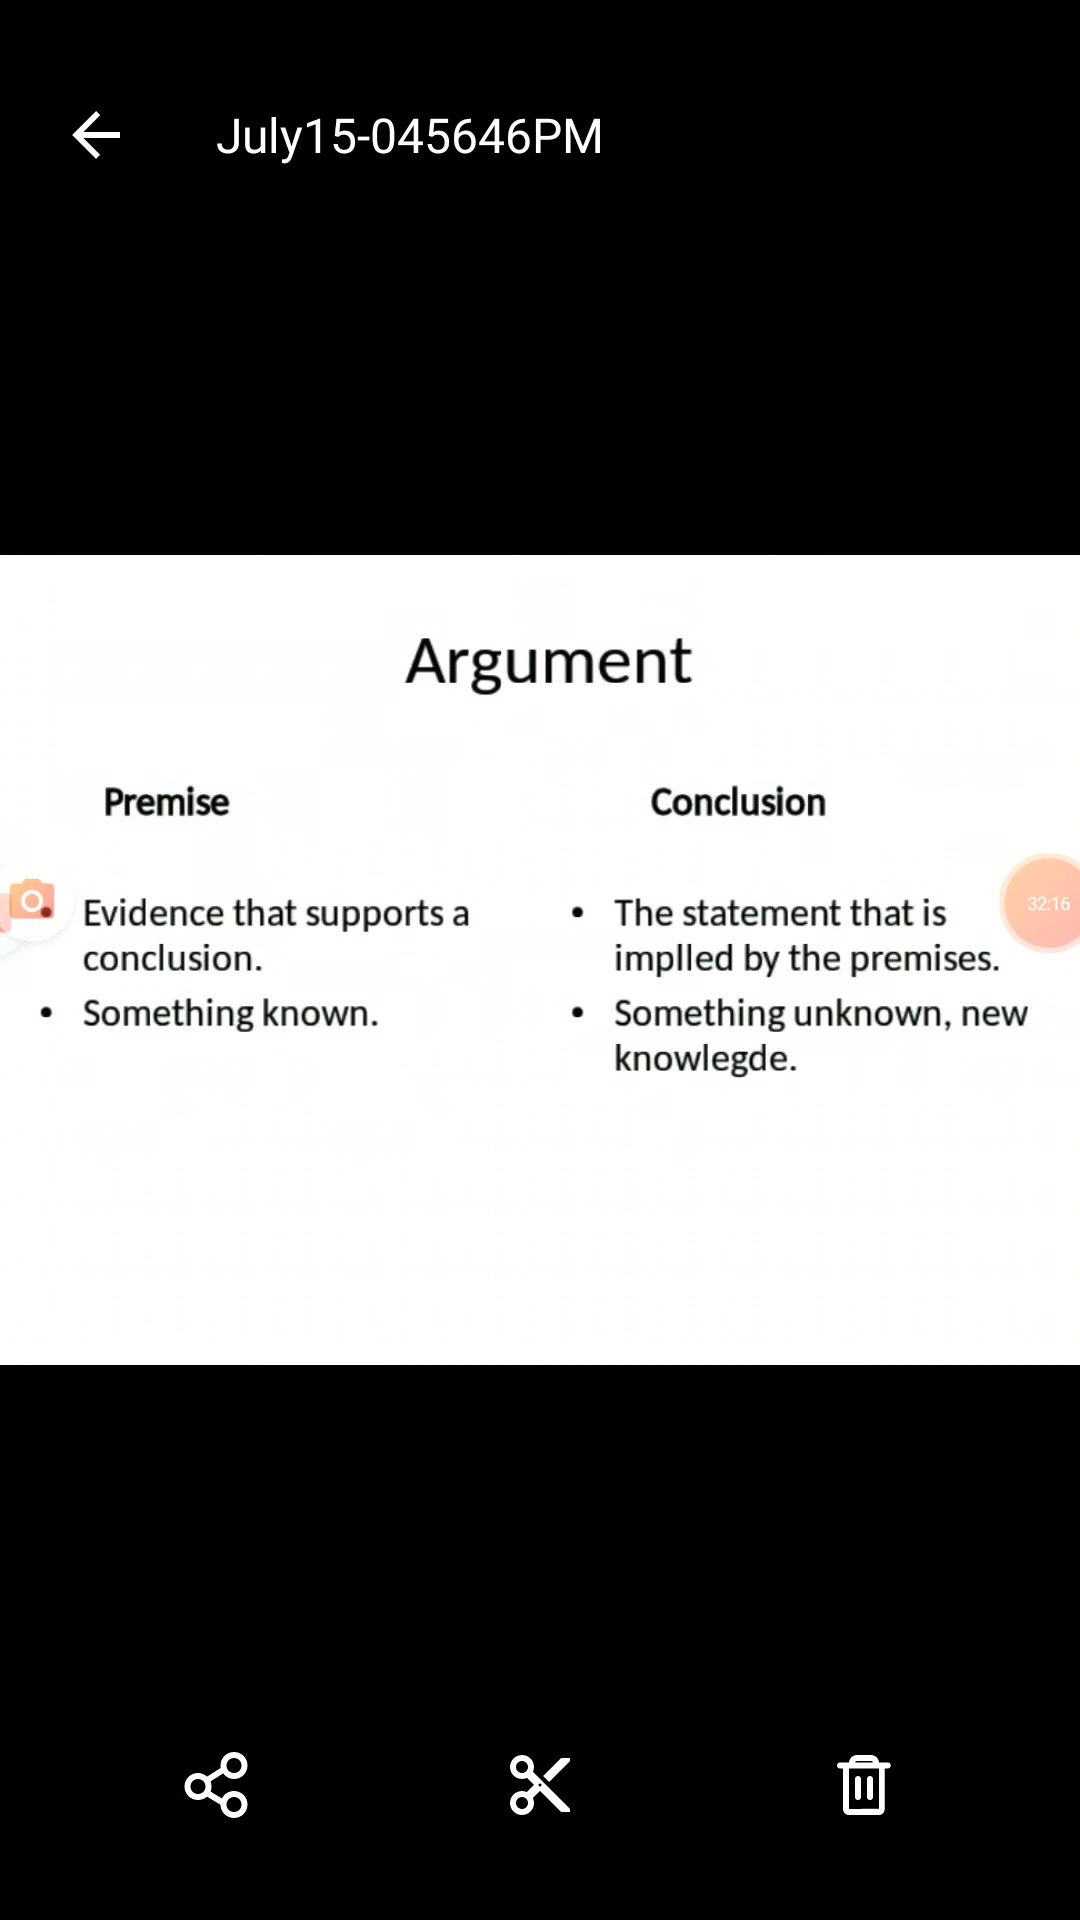 July15-045646PM
Argument
Premise
Conclusion
Evidence that supports a
conclusion.
• Something known.
• The statement that is
implled by the premises.
• Something unknown, new
knowlegde.
32:16